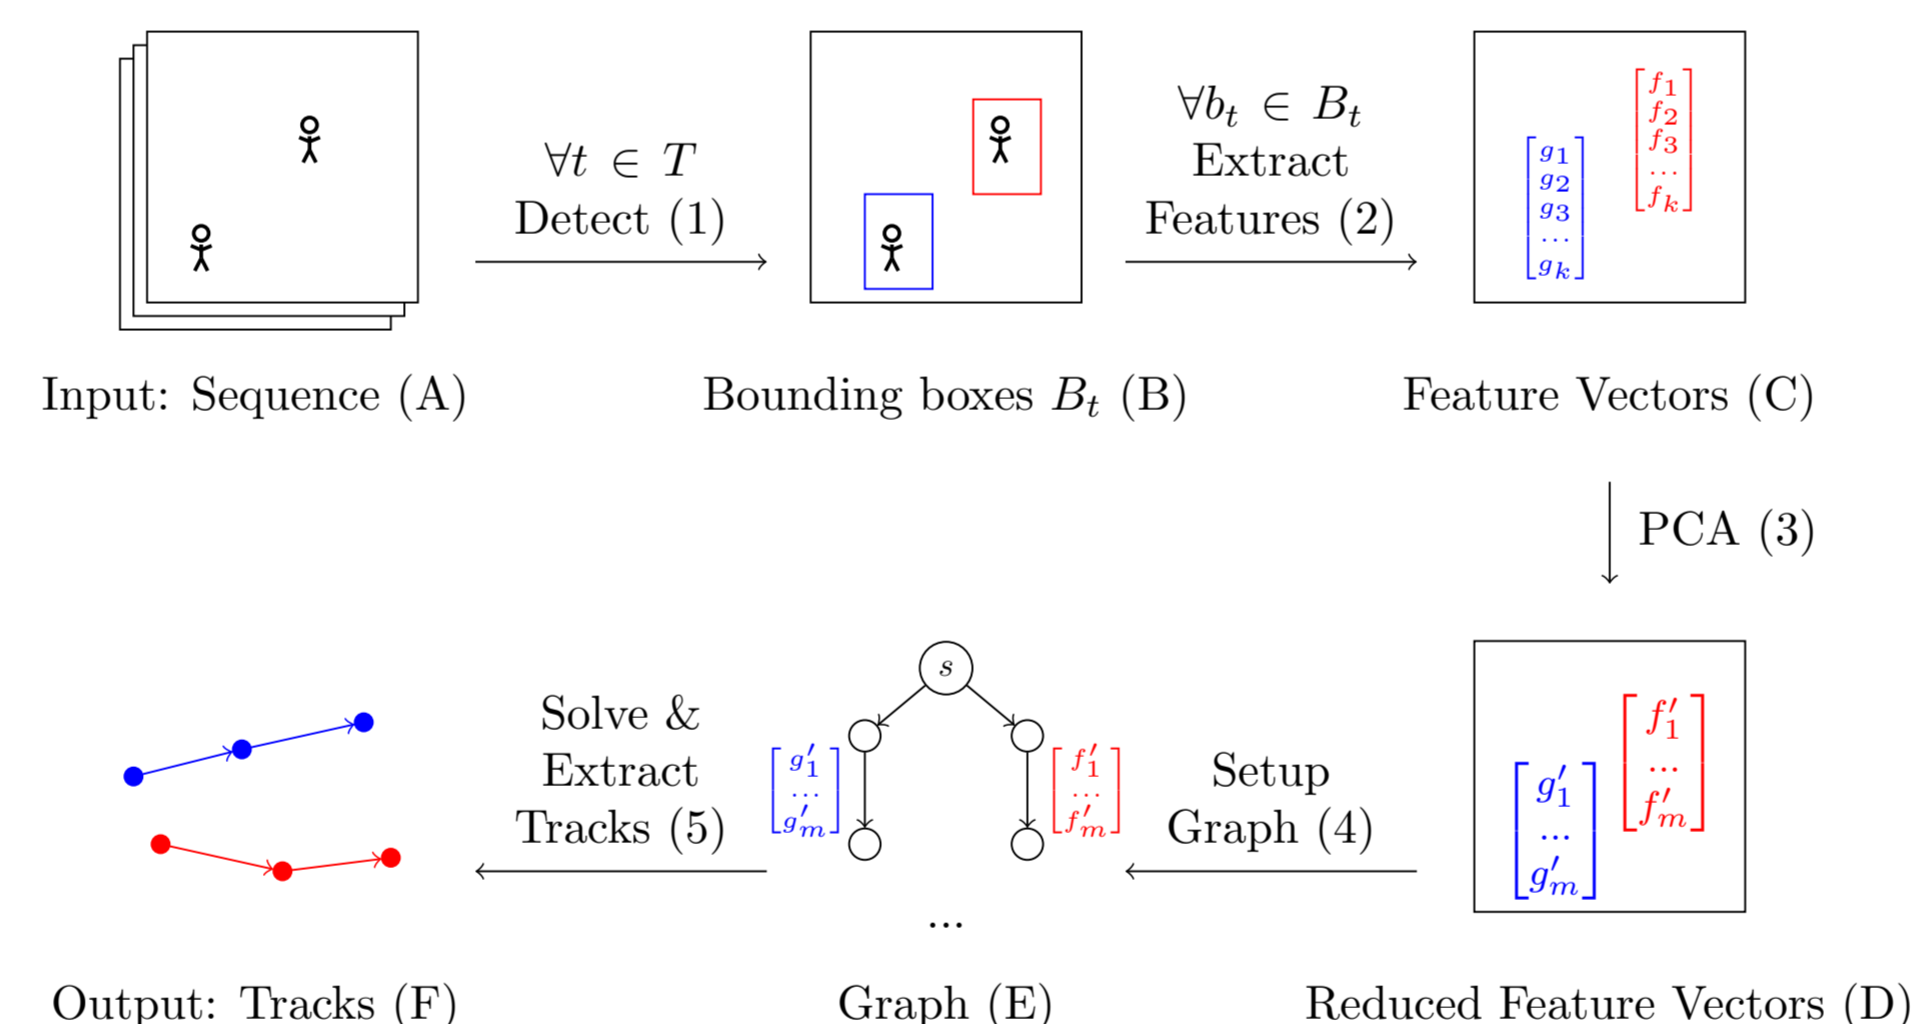 ∀t ∈ T
Detect (1)
∀b_t ∈ B_t
Extract
Features (2)
g_1
g_2
g_3
...
g_k
f_1
f_2
f_3
...
f_k
Input: Sequence (A)
Bounding boxes B_t (B)
Feature Vectors (C)
PCA (3)
Solve &
Extract
Tracks (5)
s
g'_1
...
g'_m
f'_1
...
f'_m
Setup
Graph (4)
g'_1
...
g'_m
f'_1
...
f'_m
...
Output: Tracks (F)
Graph (E)
Reduced Feature Vectors (D)